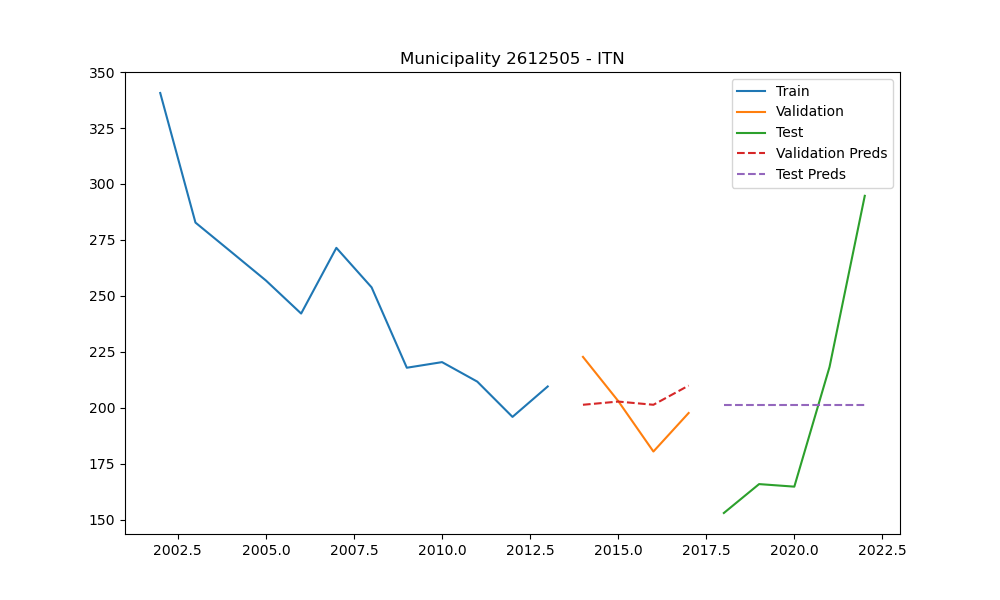 Municipality 2612505 - ITN
350
325
300
275
250
225
200
175
150
2002.5 2005.0 2007.5 2010.0 2012.5 2015.0 2017.5 2020.0 2022.5
Train
Validation
Test
Validation Preds
Test Preds